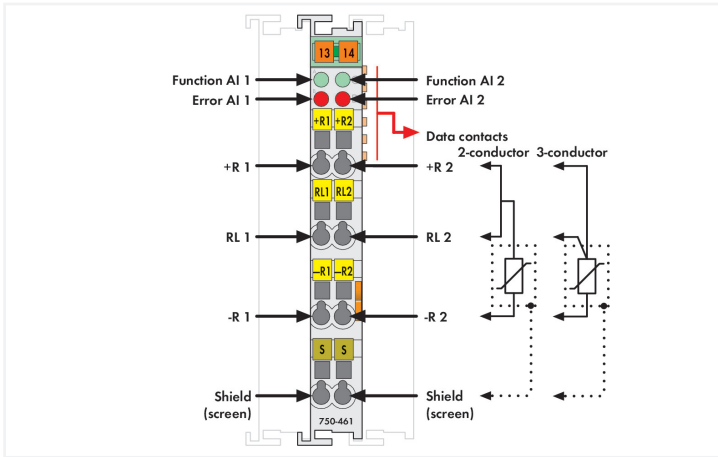 13 14
Function AI 1
Function AI 2
Error AI 1
Error AI 2
+R1 +R2
Data contacts
2-conductor 3-conductor
+R 1
+R 2
RL1 RL2
RL 1
RL 2
–R1 –R2
-R 1
-R 2
S S
Shield
(screen)
Shield
(screen)
750-461